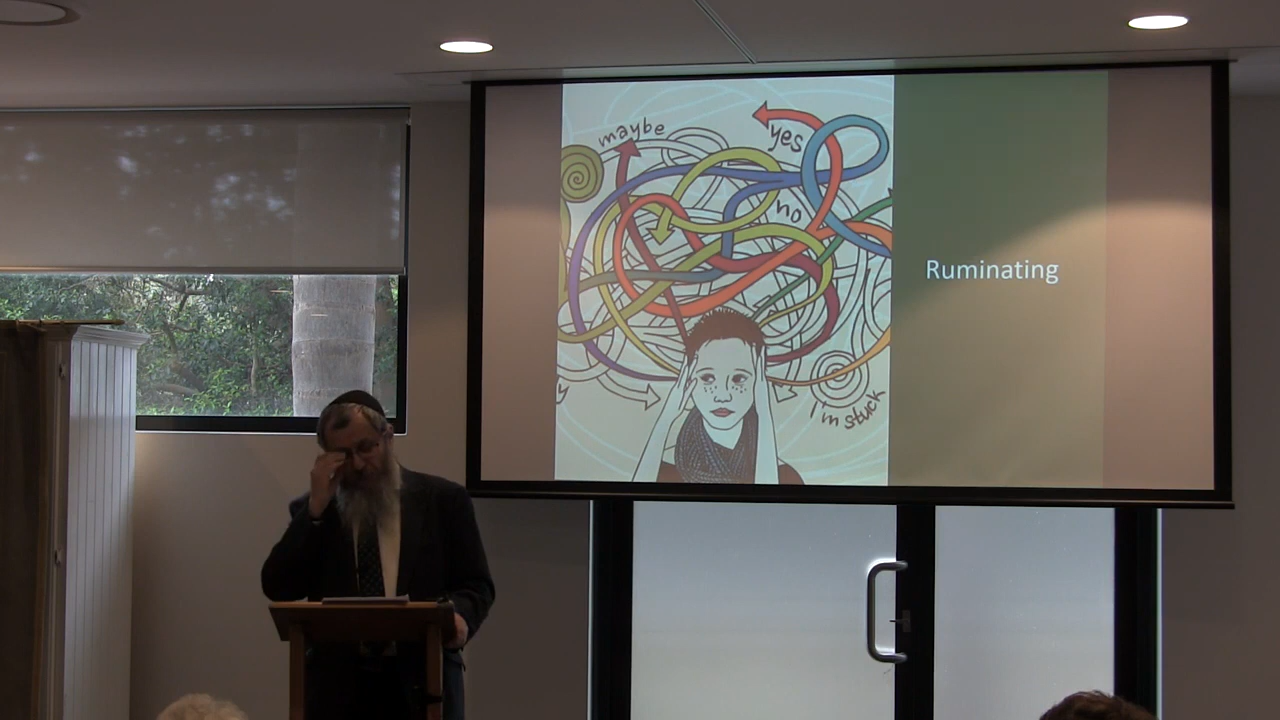 maybe
yes
no
Ruminating
I'm stuck